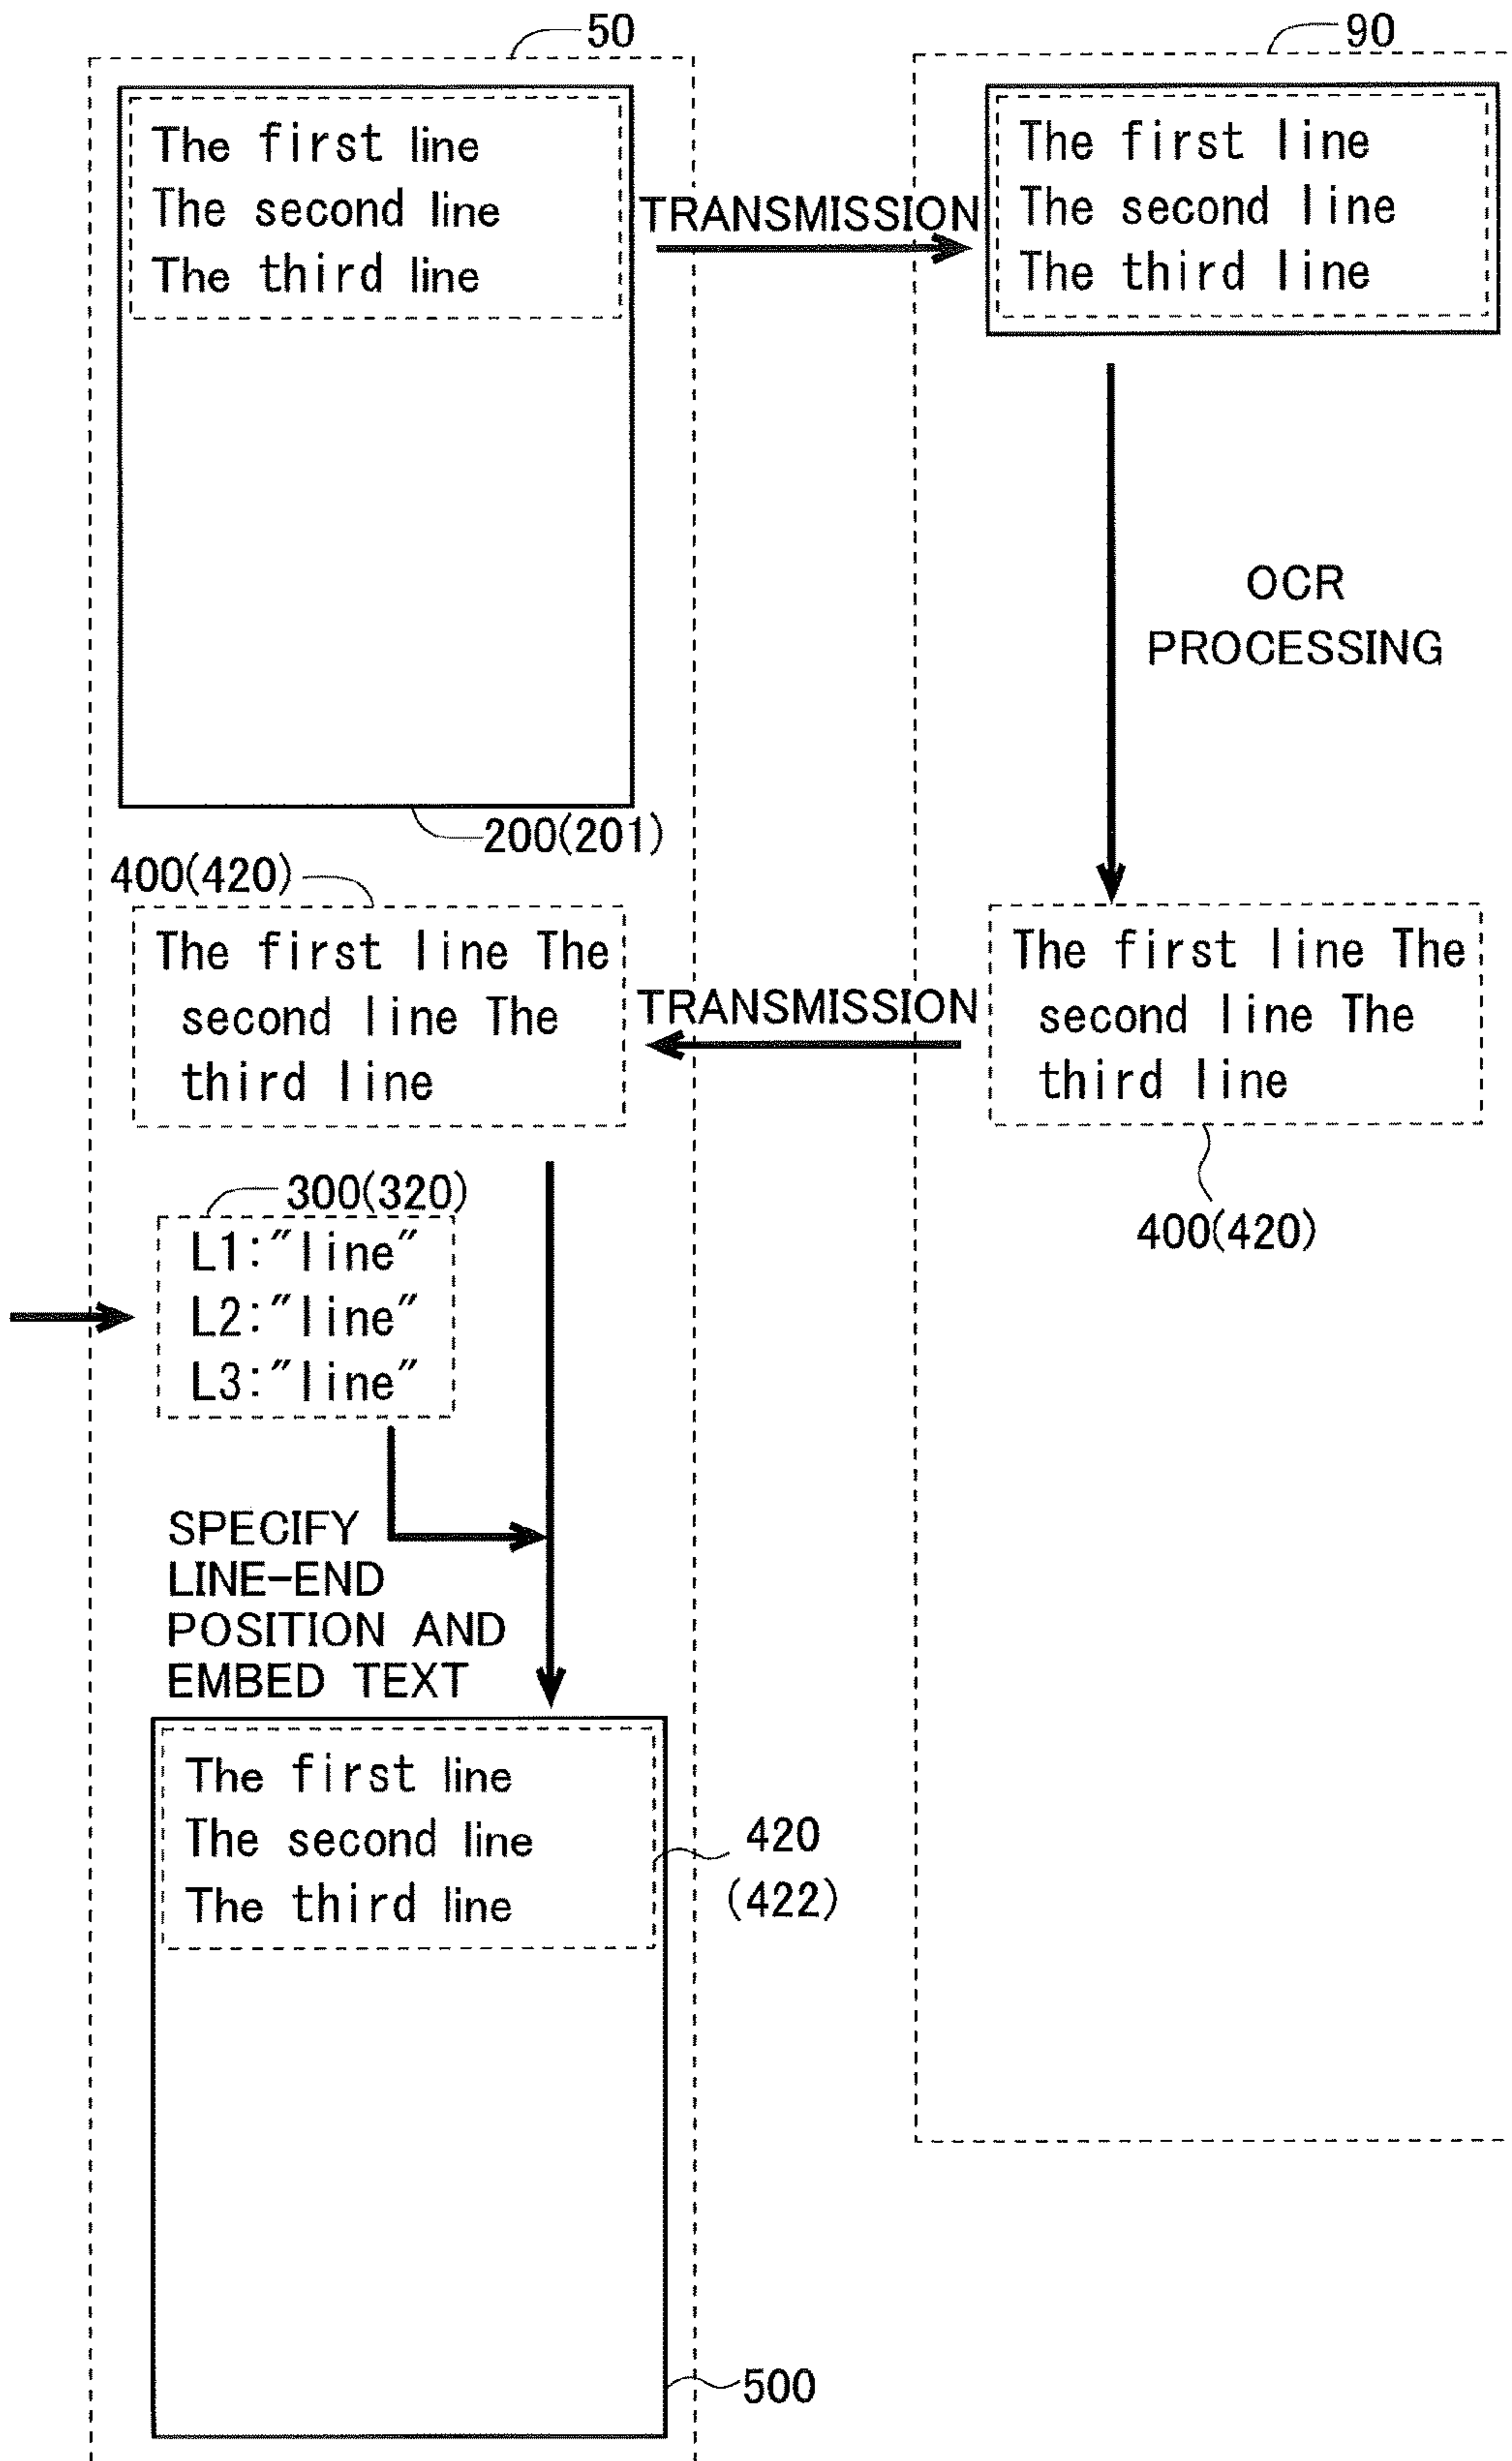 50
90
The first line
The second line
The third line
TRANSMISSION
The first line
The second line
The third line
OCR
PROCESSING
200(201)
400(420)
The first line The
second line The
third line
TRANSMISSION
The first line The
second line The
third line
400(420)
300(320)
L1:"line"
L2:"line"
L3:"line"
SPECIFY
LINE-END
POSITION AND
EMBED TEXT
The first line
The second line
The third line
420
(422)
500